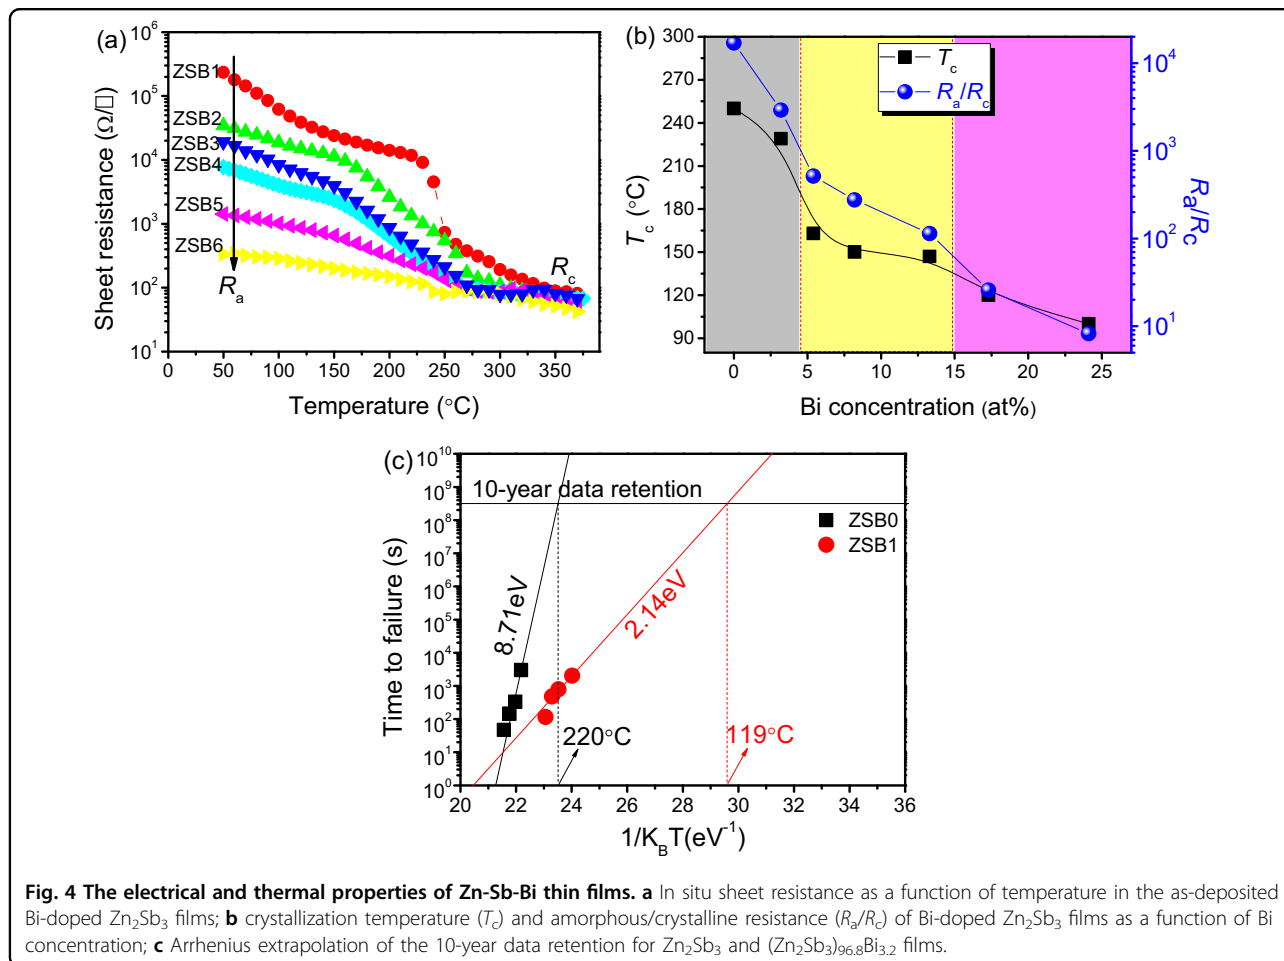 (a)
10^6
10^5
10^4
10^3
10^2
10^1
Sheet resistance (Ω/□)
ZSB1
ZSB2
ZSB3
ZSB4
ZSB5
ZSB6
R_a
R_c
0 50 100 150 200 250 300 350
Temperature (°C)
(b)
300
270
240
210
180
150
120
90
T_c (°C)
T_c
R_a/R_c
10^4
10^3
10^2
10^1
R_a/R_c
0 5 10 15 20 25
Bi concentration (at%)
(c)
10^10
10^9
10^8
10^7
10^6
10^5
10^4
10^3
10^2
10^1
10^0
Time to failure (s)
10-year data retention
ZSB0
ZSB1
8.71eV
2.14eV
220°C
119°C
20 22 24 26 28 30 32 34 36
1/K_BT(eV^-1)
Fig. 4 The electrical and thermal properties of Zn-Sb-Bi thin films. a In situ sheet resistance as a function of temperature in the as-deposited
Bi-doped Zn₂Sb₃ films; b crystallization temperature (T_c) and amorphous/crystalline resistance (R_a/R_c) of Bi-doped Zn₂Sb₃ films as a function of Bi
concentration; c Arrhenius extrapolation of the 10-year data retention for Zn₂Sb₃ and (Zn₂Sb₃)₉₆.₈Bi₃.₂ films.